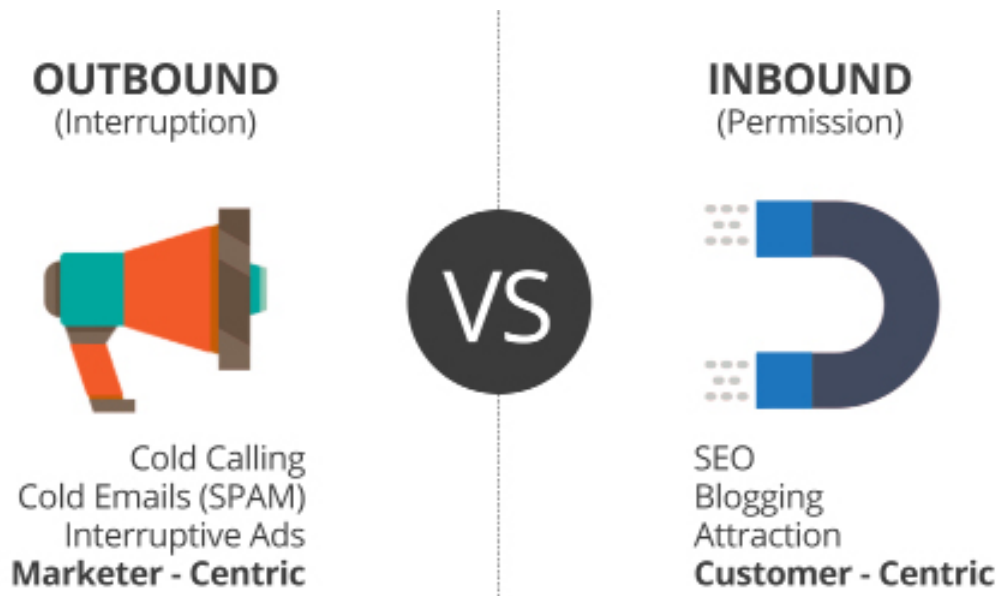 OUTBOUND
(Interruption)
Cold Calling
Cold Emails (SPAM)
Interruptive Ads
Marketer - Centric
VS
INBOUND
(Permission)
SEO
Blogging
Attraction
Customer - Centric